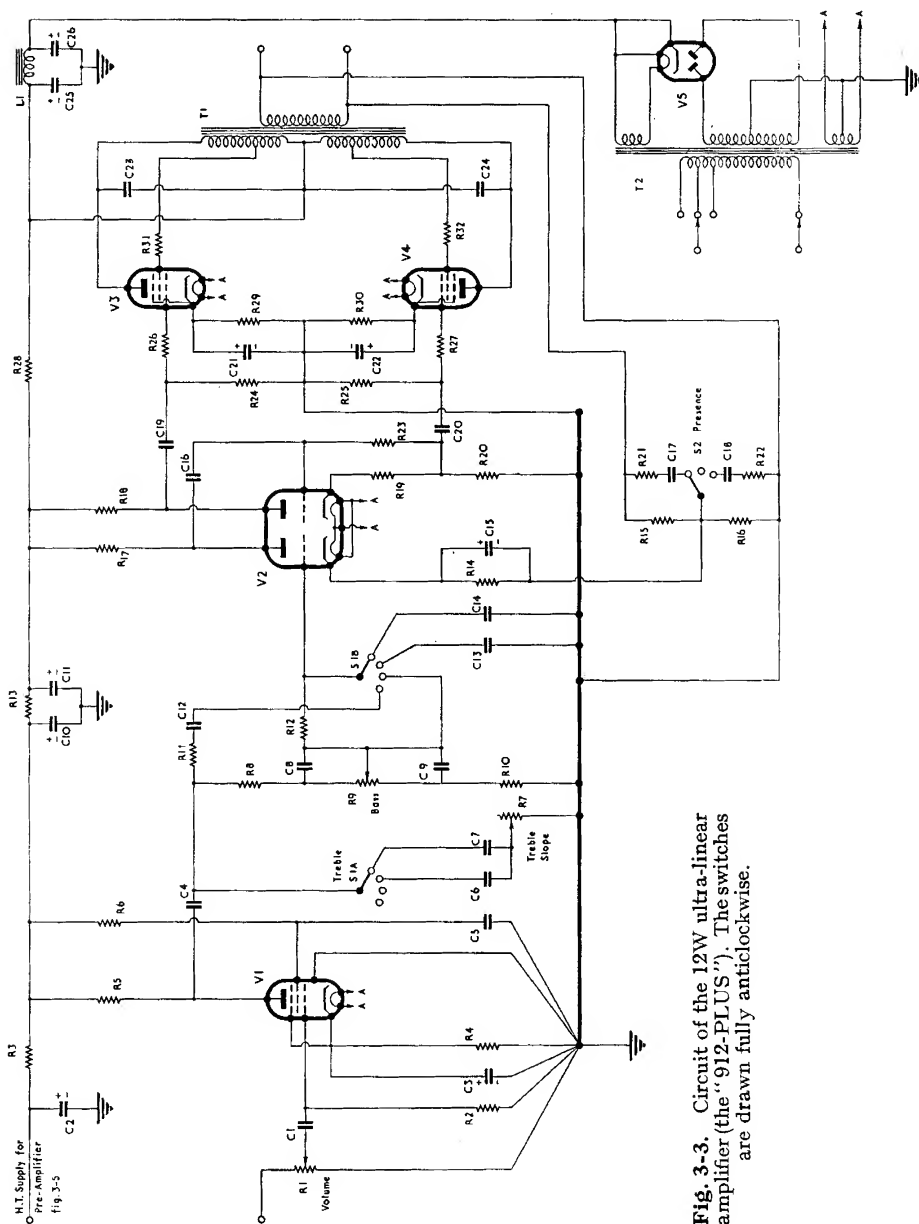 H.T. Supply for
Pre-Amplifier
fig. 3-5
R3
C2
R13
C10
C11
R28
L1
C25
C26
R5
R6
C4
R11
C12
R17
R18
C19
C16
R26
R31
C23
T1
V1
A
A
R1
Volume
C1
R2
C3
R4
C5
Treble
S1A
C6
C7
R7
Treble
Slope
R8
C8
R9
Bass
C9
R10
R12
S1B
C13
C14
V2
A
A
R14
C15
R19
R20
R23
C20
R24
R25
C21
C22
R29
R30
R27
V3
A
A
V4
A
A
R32
C24
R15
R16
R21
C17
S2 Presence
C18
R22
T2
V5
A
A
Fig. 3-3. Circuit of the 12W ultra-linear
amplifier (the "912-PLUS"). The switches
are drawn fully anticlockwise.